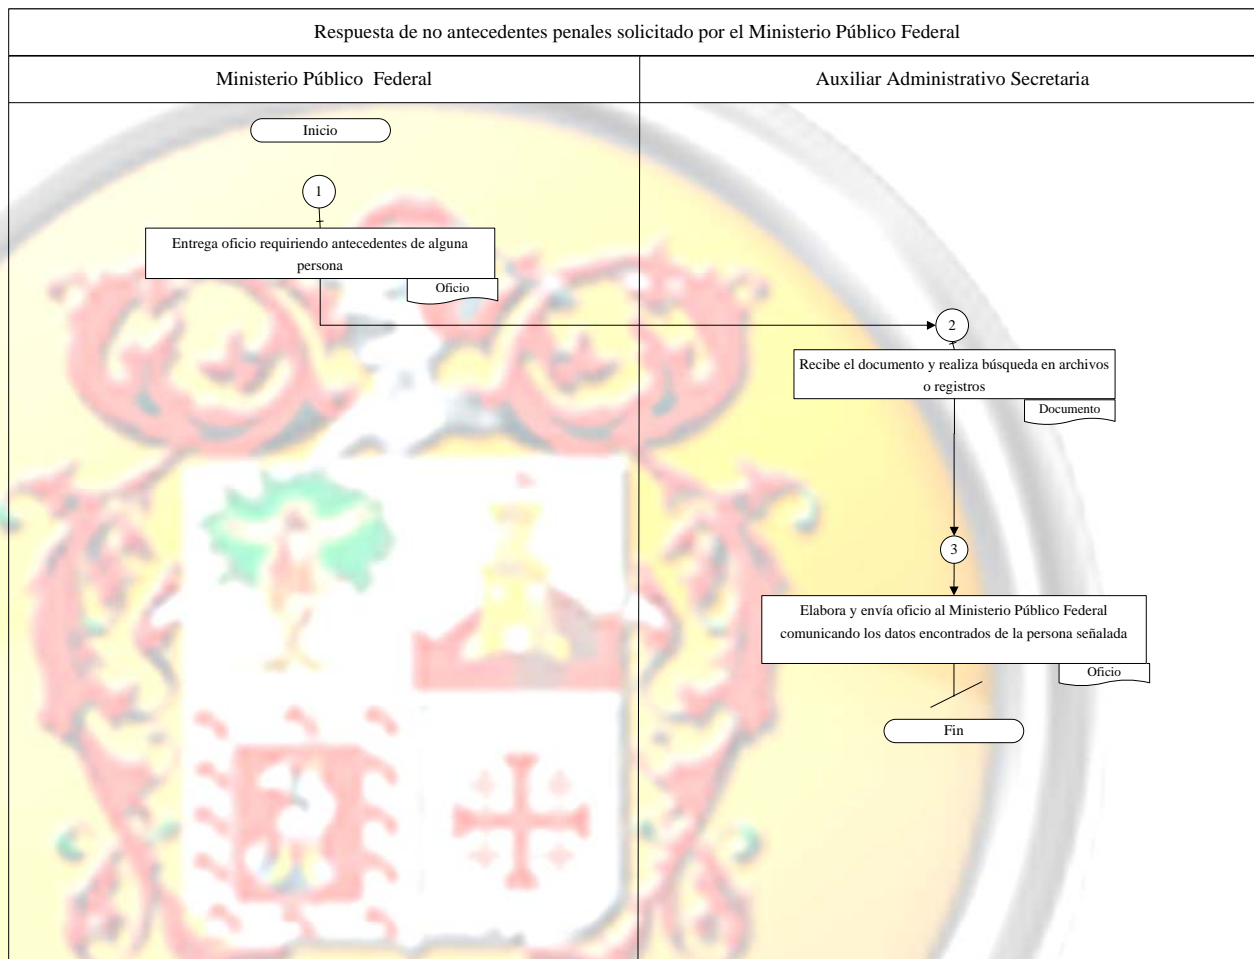 Respuesta de no antecedentes penales solicitado por el Ministerio Público Federal
Ministerio Público  Federal
Auxiliar Administrativo Secretaria
Inicio
1
Entrega oficio requiriendo antecedentes de alguna
persona
Oficio
2
Recibe el documento y realiza búsqueda en archivos
o registros
Documento
3
Elabora y envía oficio al Ministerio Público Federal
comunicando los datos encontrados de la persona señalada
Oficio
Fin